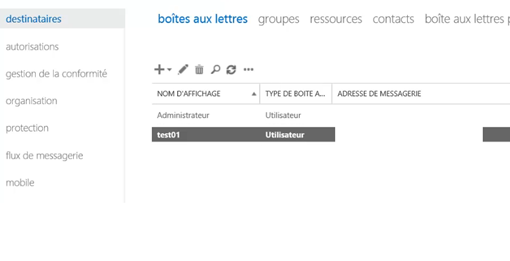 destinataires
autorisations
gestion de la conformité
organisation
protection
flux de messagerie
mobile
boîtes aux lettres groupes ressources contacts boîte aux lettres p
NOM D'AFFICHAGE TYPE DE BOITE A... ADRESSE DE MESSAGERIE
Administrateur Utilisateur
test01 Utilisateur